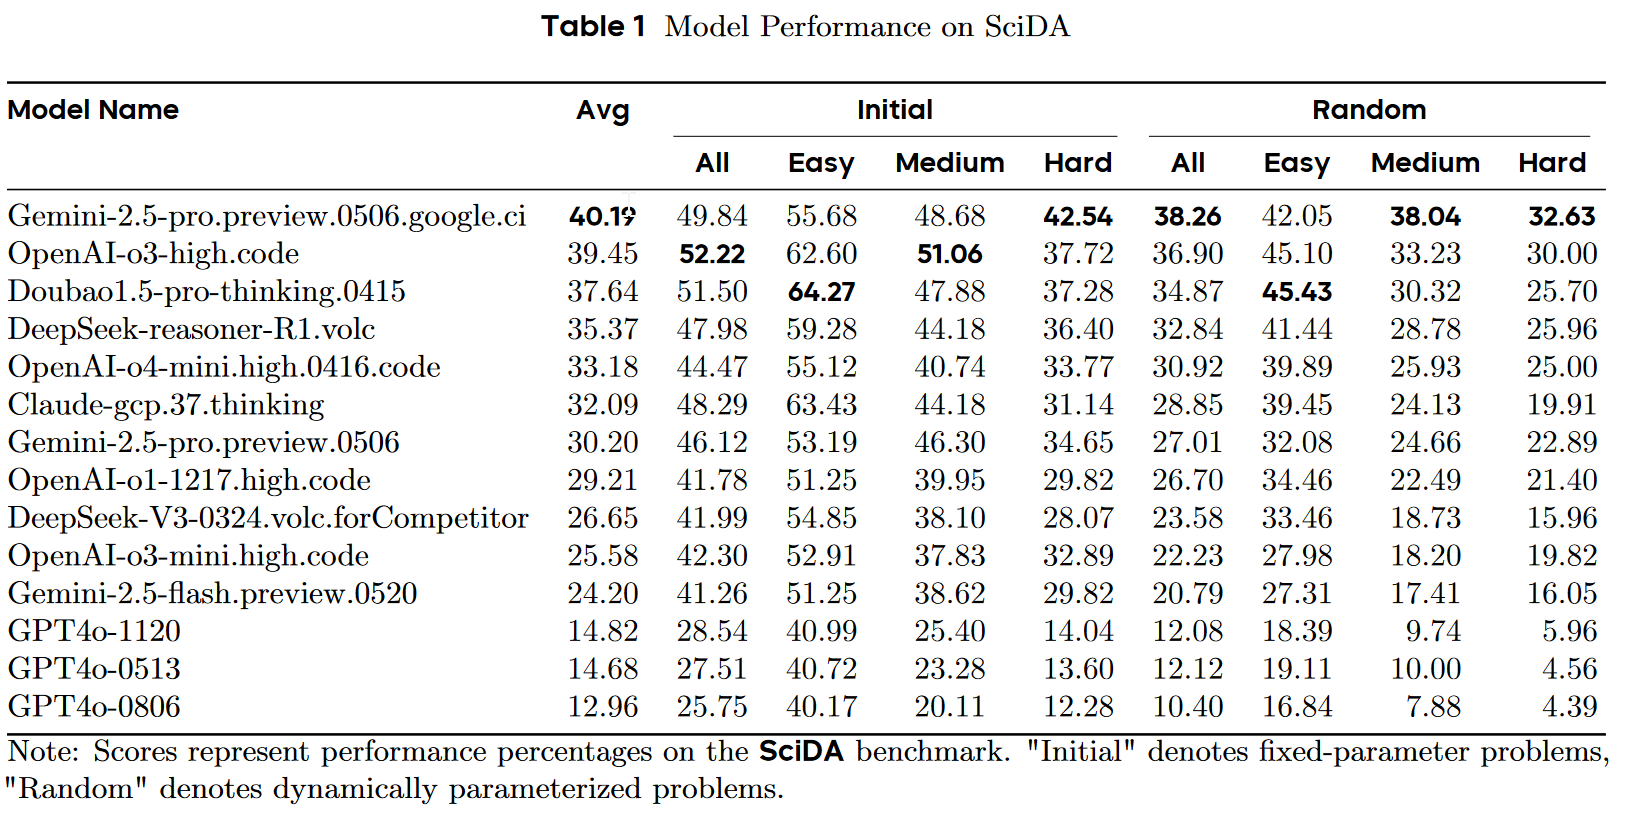 Table 1 Model Performance on SciDA
Model Name Avg Initial Random
All Easy Medium Hard All Easy Medium Hard
Gemini-2.5-pro.preview.0506.google.ci 40.19 49.84 55.68 48.68 42.54 38.26 42.05 38.04 32.63
OpenAI-o3-high.code 39.45 52.22 62.60 51.06 37.72 36.90 45.10 33.23 30.00
Doubao1.5-pro-thinking.0415 37.64 51.50 64.27 47.88 37.28 34.87 45.43 30.32 25.70
DeepSeek-reasoner-R1.volc 35.37 47.98 59.28 44.18 36.40 32.84 41.44 28.78 25.96
OpenAI-o4-mini.high.0416.code 33.18 44.47 55.12 40.74 33.77 30.92 39.89 25.93 25.00
Claude-gcp.37.thinking 32.09 48.29 63.43 44.18 31.14 28.85 39.45 24.13 19.91
Gemini-2.5-pro.preview.0506 30.20 46.12 53.19 46.30 34.65 27.01 32.08 24.66 22.89
OpenAI-o1-1217.high.code 29.21 41.78 51.25 39.95 29.82 26.70 34.46 22.49 21.40
DeepSeek-V3-0324.volc.forCompetitor 26.65 41.99 54.85 38.10 28.07 23.58 33.46 18.73 15.96
OpenAI-o3-mini.high.code 25.58 42.30 52.91 37.83 32.89 22.23 27.98 18.20 19.82
Gemini-2.5-flash.preview.0520 24.20 41.26 51.25 38.62 29.82 20.79 27.31 17.41 16.05
GPT4o-1120 14.82 28.54 40.99 25.40 14.04 12.08 18.39 9.74 5.96
GPT4o-0513 14.68 27.51 40.72 23.28 13.60 12.12 19.11 10.00 4.56
GPT4o-0806 12.96 25.75 40.17 20.11 12.28 10.40 16.84 7.88 4.39
Note: Scores represent performance percentages on the SciDA benchmark. "Initial" denotes fixed-parameter problems,
"Random" denotes dynamically parameterized problems.